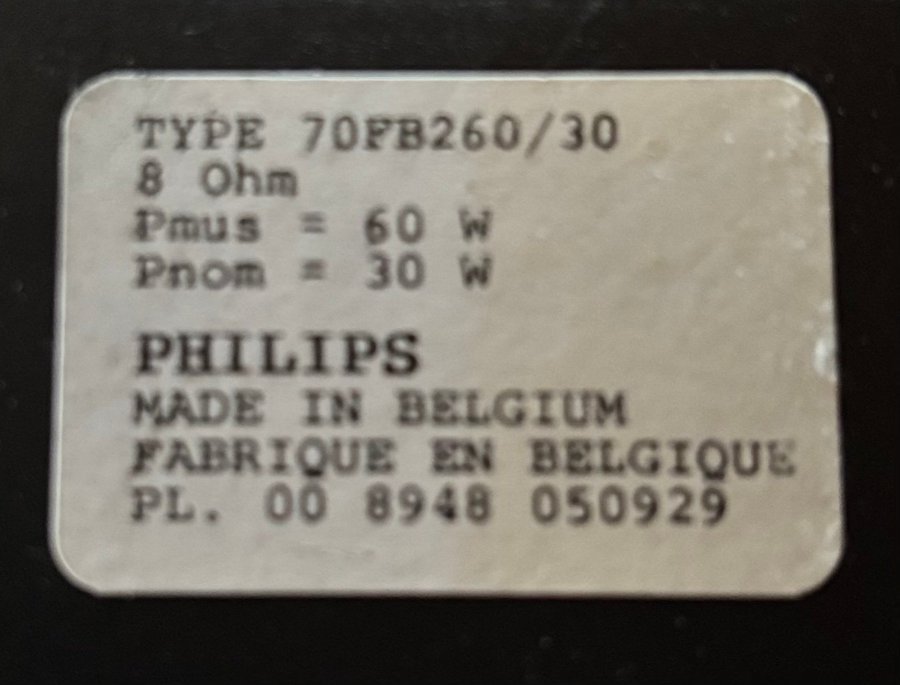 TYPE 70FB260/30
8 Ohm
Pmus = 60 W
Pnom = 30 W
PHILIPS
MADE IN BELGIUM
FABRIQUE EN BELGIQUE
PL. 00 8948 050929